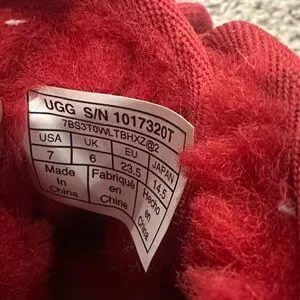 UGG S/N 1017320T
7BS3T0WLTBHXZ@2
USA UK EU JAPAN
7 6 23.5 14.5
Made in China
Fabriqué en China
Hecho en China